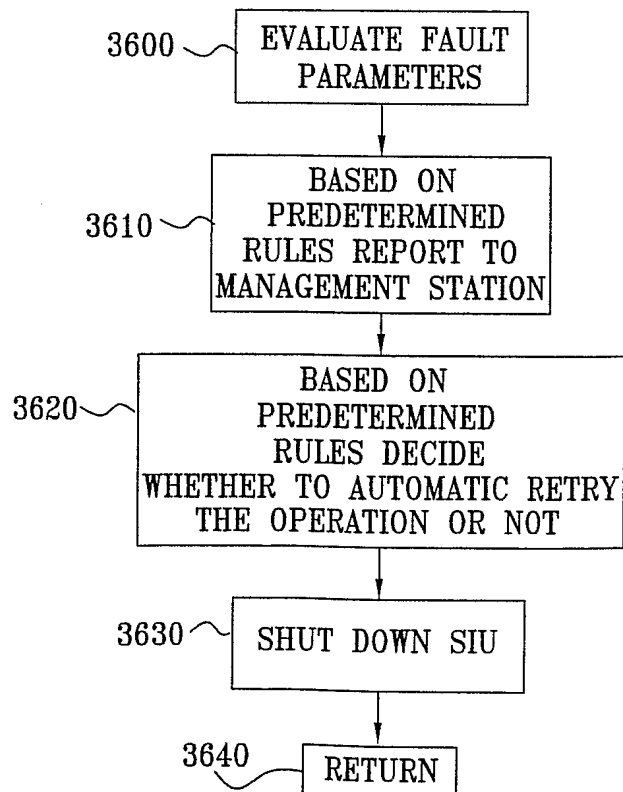 3600
EVALUATE FAULT
PARAMETERS
3610
BASED ON
PREDETERMINED
RULES REPORT TO
MANAGEMENT STATION
3620
BASED ON
PREDETERMINED
RULES DECIDE
WHETHER TO AUTOMATIC RETRY
THE OPERATION OR NOT
3630
SHUT DOWN SIU
3640
RETURN